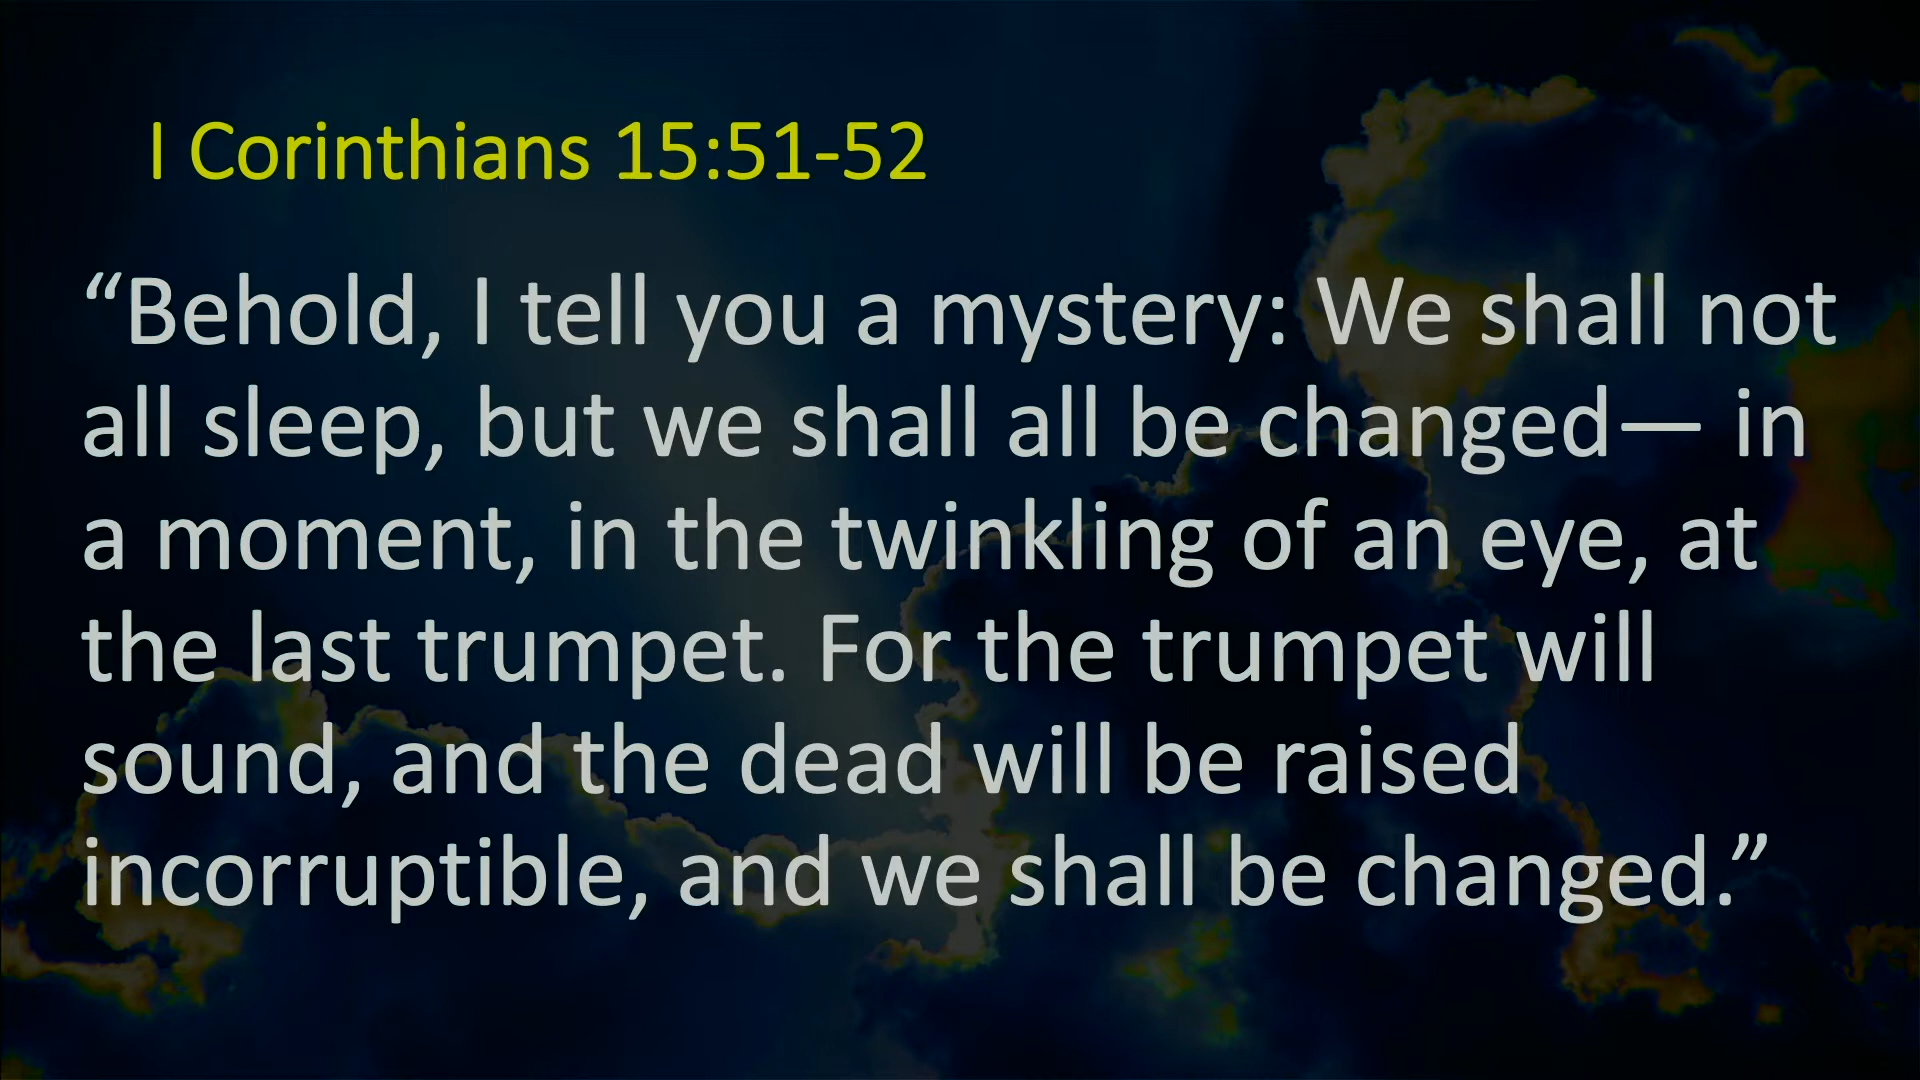 I Corinthians 15:51-52
“Behold, I tell you a mystery: We shall not
all sleep, but we shall all be changed— in
a moment, in the twinkling of an eye, at
the last trumpet. For the trumpet will
sound, and the dead will be raised
incorruptible, and we shall be changed.”